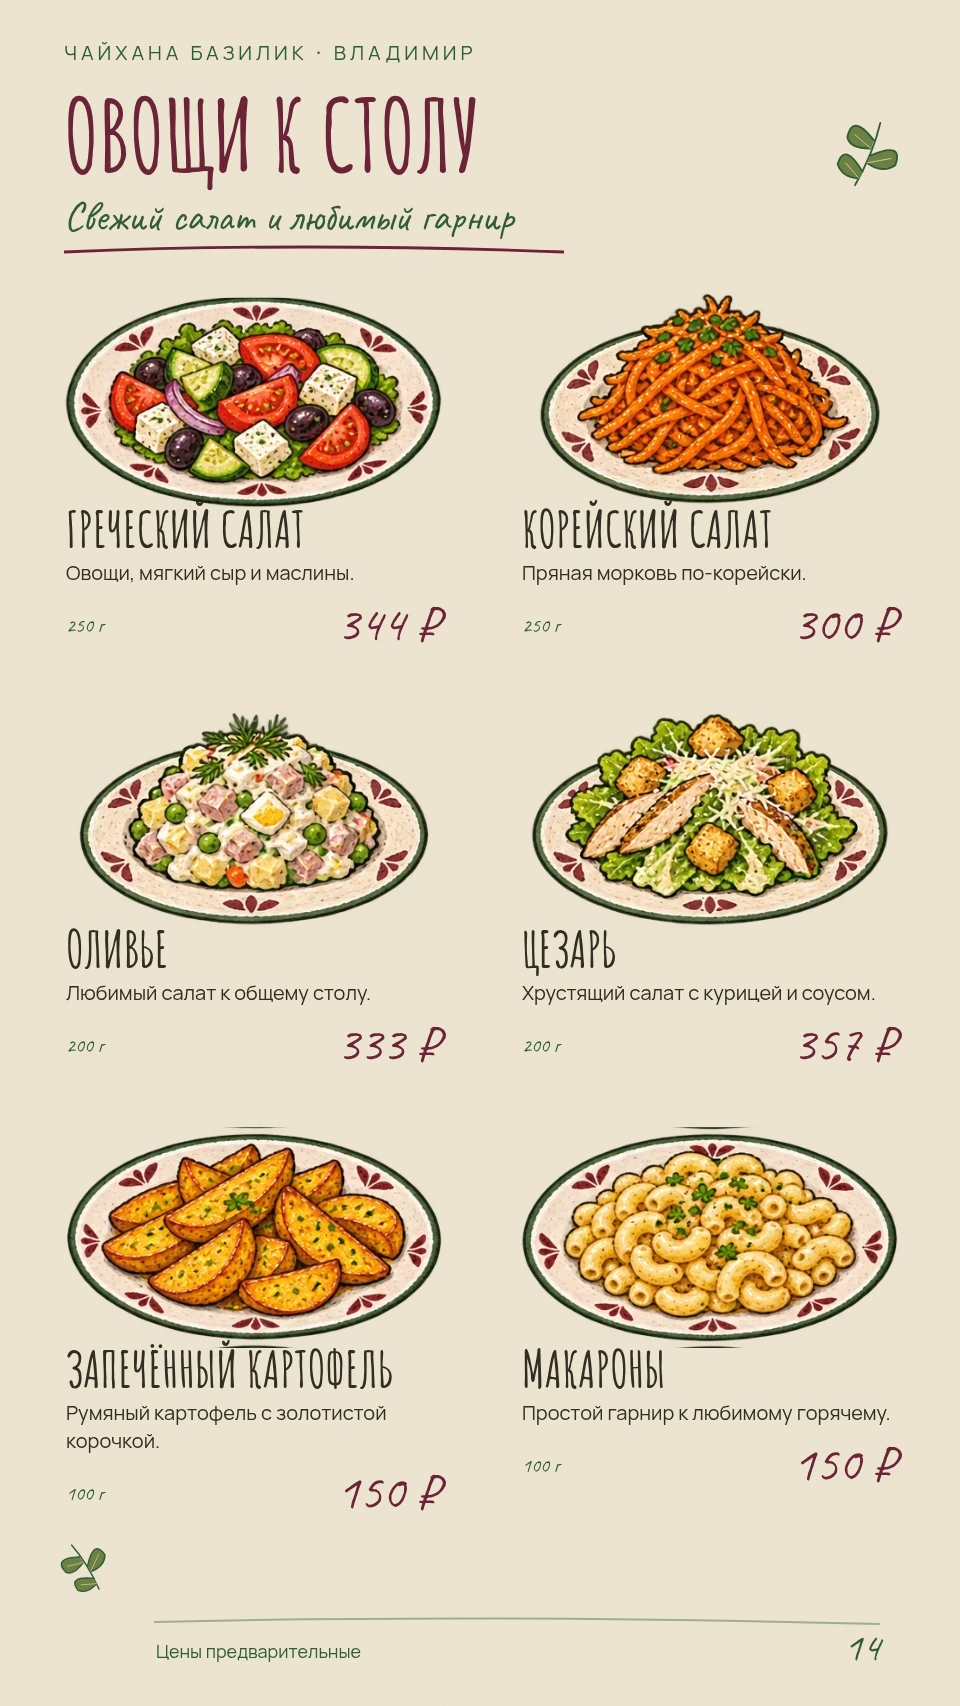 ЧАЙХАНА БАЗИЛИК · ВЛАДИМИР
ОВОЩИ К СТОЛУ
Свежий салат и любимый гарнир
ГРЕЧЕСКИЙ САЛАТ
Овощи, мягкий сыр и маслины.
250 г
344 ₽
КОРЕЙСКИЙ САЛАТ
Пряная морковь по-корейски.
250 г
300 ₽
ОЛИВЬЕ
Любимый салат к общему столу.
200 г
333 ₽
ЦЕЗАРЬ
Хрустящий салат с курицей и соусом.
200 г
357 ₽
ЗАПЕЧЁННЫЙ КАРТОФЕЛЬ
Румяный картофель с золотистой
корочкой.
100 г
150 ₽
МАКАРОНЫ
Простой гарнир к любимому горячему.
100 г
150 ₽
Цены предварительные
14